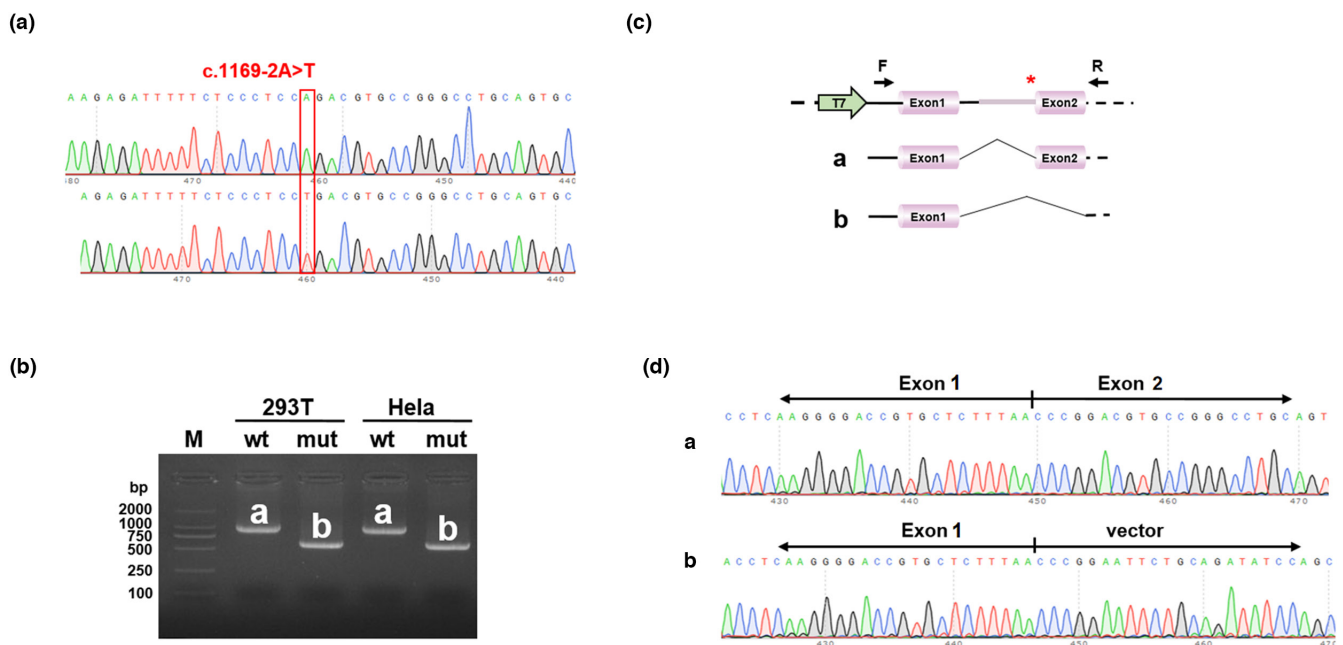 (a)
c.1169-2A>T
A A G A G A T T T T T C T C C C T C C A G A C G T G C C G G G C C T G C A G T G C
480 470 460 450 440
A G A G A T T T T T C T C C C T C C T G A C G T G C C G G G C C T G C A G T G C
470 460 450 440
(b)
293T Hela
M wt mut wt mut
bp
2000
1000
750
500
250
100
a b a b
(c)
F * R
T7 Exon1 Exon2
a Exon1 Exon2
b Exon1
(d)
Exon 1 Exon 2
C C T C A A G G G G A C C G T G C T C T T T A A C C C G G A C G T G C C G G G C C T G C A G T
a
430 440 450 460 470
Exon 1 vector
b
A C C T C A A G G G G A C C G T G C T C T T T A A C C C G G A A T T C T G C A G A T A T C C A G C
430 440 450 460 470